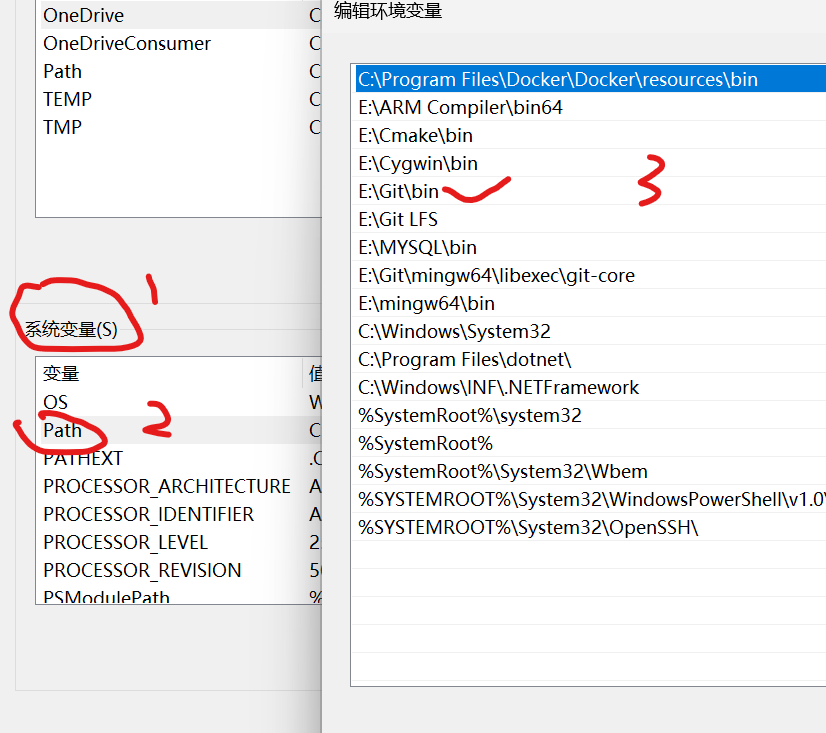 OneDrive C
OneDriveConsumer C
Path C
TEMP C
TMP C
1
系统变量(S)
变量 值
OS W
Path C
2
PATHEXT .C
PROCESSOR_ARCHITECTURE A
PROCESSOR_IDENTIFIER A
PROCESSOR_LEVEL 2
PROCESSOR_REVISION 50
PSModulePath %
编辑环境变量
C:\Program Files\Docker\Docker\resources\bin
E:\ARM Compiler\bin64
E:\Cmake\bin
E:\Cygwin\bin
3
E:\Git\bin
E:\Git LFS
E:\MYSQL\bin
E:\Git\mingw64\libexec\git-core
E:\mingw64\bin
C:\Windows\System32
C:\Program Files\dotnet\
C:\Windows\INF\.NETFramework
%SystemRoot%\system32
%SystemRoot%
%SystemRoot%\System32\Wbem
%SYSTEMROOT%\System32\WindowsPowerShell\v1.0\
%SYSTEMROOT%\System32\OpenSSH\